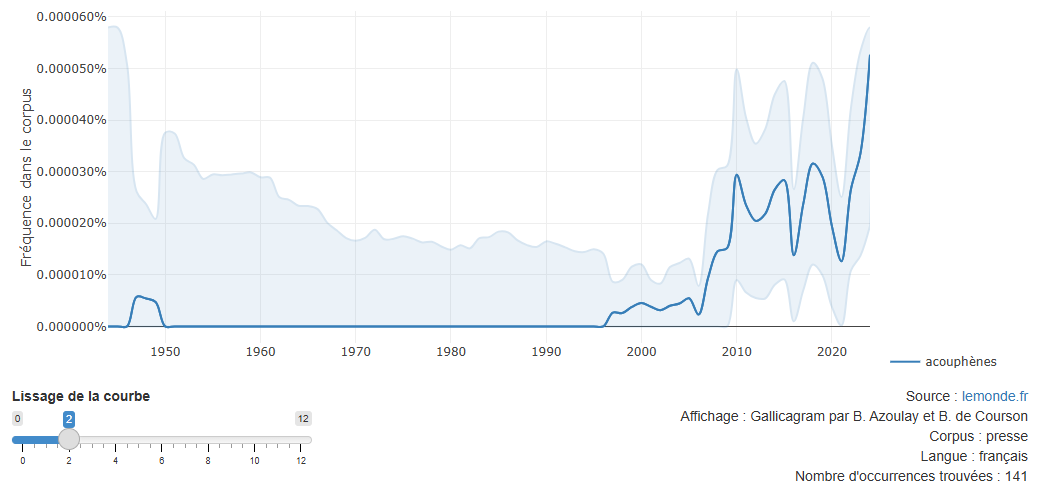 Fréquence dans le corpus
0.000060%
0.000050%
0.000040%
0.000030%
0.000020%
0.000010%
0.000000%
1950 1960 1970 1980 1990 2000 2010 2020
acouphènes
Lissage de la courbe
0 2 12
0 2 4 6 8 10 12
Source : lemonde.fr
Affichage : Gallicagram par B. Azoulay et B. de Courson
Corpus : presse
Langue : français
Nombre d'occurrences trouvées : 141